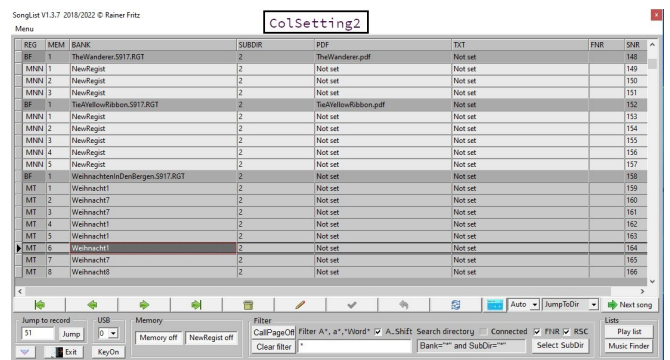 SongList V1.3.7 2018/2022 © Rainer Fritz
ColSetting2
Menu
REG MEM BANK SUBDIR PDF TXT FNR SNR
BF 1 TheWanderer.S917.RGT 2 TheWanderer.pdf Not set 148
MNN 1 NewRegist 2 Not set Not set 149
MNN 2 NewRegist 2 Not set Not set 150
MNN 3 NewRegist 2 Not set Not set 151
BF 1 TieAYellowRibbon.S917.RGT 2 TieAYellowRibbon.pdf Not set 152
MNN 1 NewRegist 2 Not set Not set 153
MNN 2 NewRegist 2 Not set Not set 154
MNN 3 NewRegist 2 Not set Not set 155
MNN 4 NewRegist 2 Not set Not set 156
MNN 5 NewRegist 2 Not set Not set 157
BF 1 WeihnachtenInDenBergen.S917.RGT 2 Not set Not set 158
MT 1 Weihnacht1 2 Not set Not set 159
MT 2 Weihnacht7 2 Not set Not set 160
MT 3 Weihnacht7 2 Not set Not set 161
MT 4 Weihnacht1 2 Not set Not set 162
MT 5 Weihnacht1 2 Not set Not set 163
MT 6 Weihnacht1 2 Not set Not set 164
MT 7 Weihnacht7 2 Not set Not set 165
MT 8 Weihnacht8 2 Not set Not set 166
Auto JumpToDir Next song
Jump to record USB Memory Filter Lists
51 Jump 0 Memory off NewRegist off CallPageOff Filter A*, a*,*Word* A..Shift Search directory Connected FNR RSC Play list
Exit KeyOn Clear filter * Bank="*" and SubDir="*" Select SubDir Music Finder